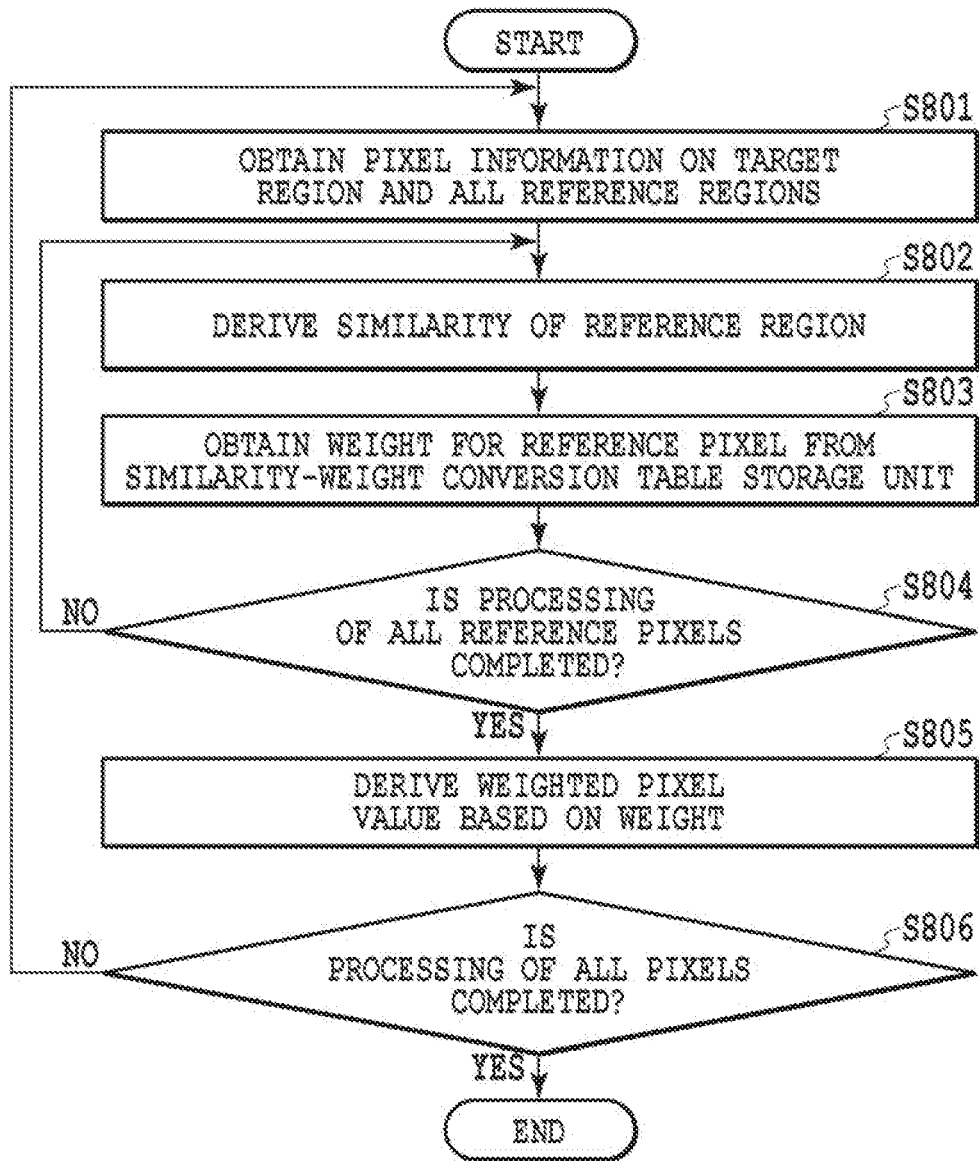 START
S801
OBTAIN PIXEL INFORMATION ON TARGET
REGION AND ALL REFERENCE REGIONS
S802
DERIVE SIMILARITY OF REFERENCE REGION
S803
OBTAIN WEIGHT FOR REFERENCE PIXEL FROM
SIMILARITY-WEIGHT CONVERSION TABLE STORAGE UNIT
S804
NO
IS PROCESSING
OF ALL REFERENCE PIXELS
COMPLETED?
YES
S805
DERIVE WEIGHTED PIXEL
VALUE BASED ON WEIGHT
S806
NO
IS
PROCESSING OF ALL PIXELS
COMPLETED?
YES
END